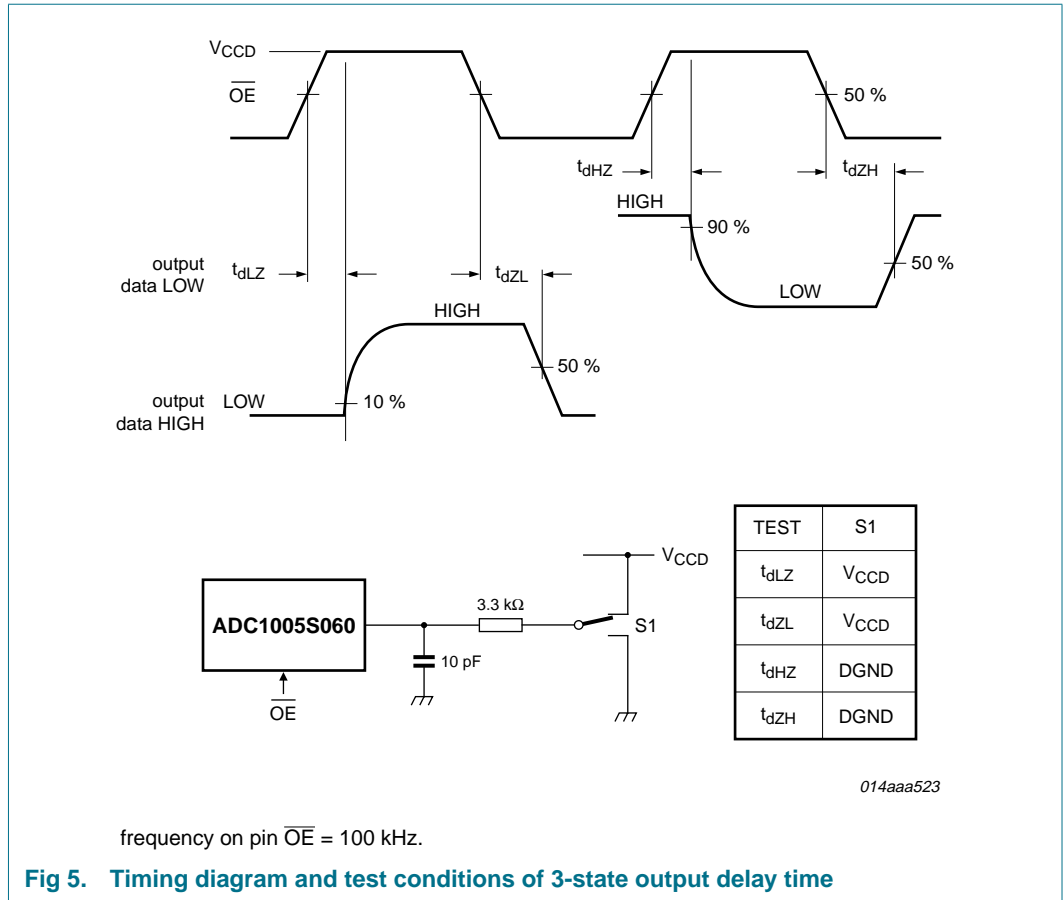 VCCD
OE
50 %
tdHZ
tdZH
HIGH
90 %
output
data LOW
tdLZ
tdZL
50 %
LOW
HIGH
50 %
output
data HIGH
LOW
10 %
TEST S1
VCCD
tdLZ VCCD
3.3 kΩ
ADC1005S060
S1
tdZL VCCD
10 pF
tdHZ DGND
OE
tdZH DGND
014aaa523
frequency on pin OE = 100 kHz.
Fig 5. Timing diagram and test conditions of 3-state output delay time